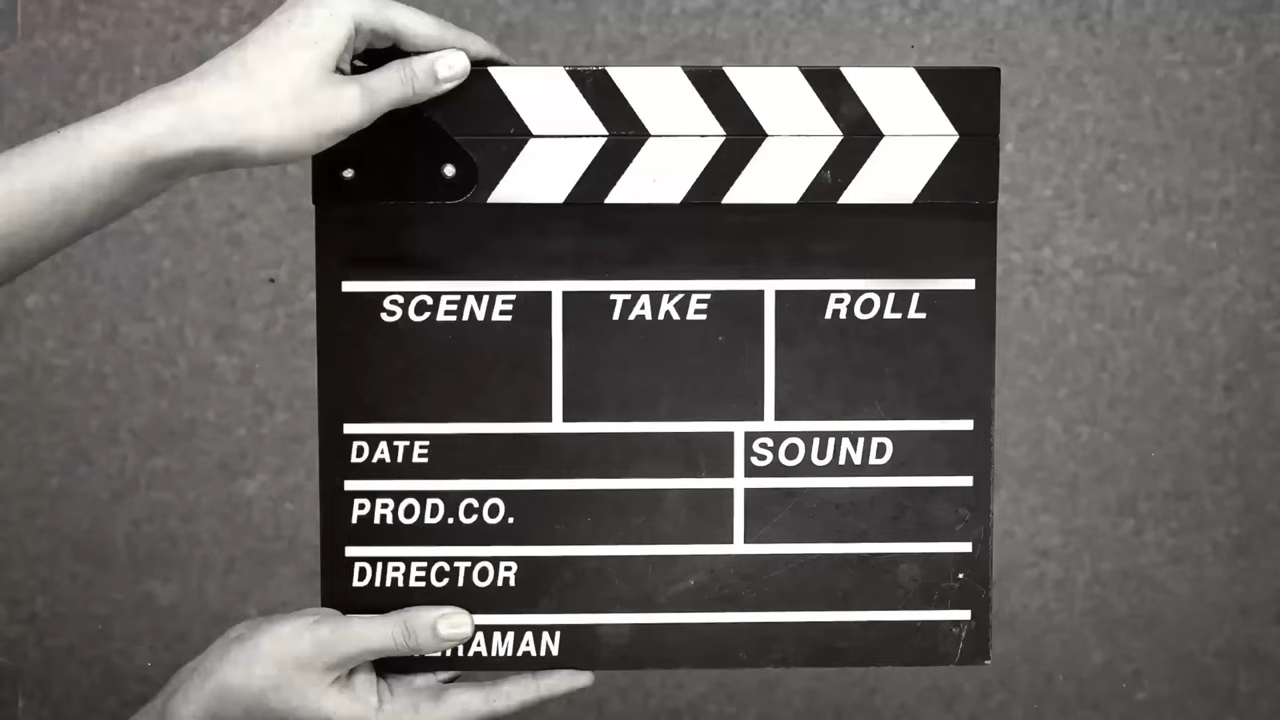 SCENE TAKE ROLL
DATE SOUND
PROD.CO.
DIRECTOR